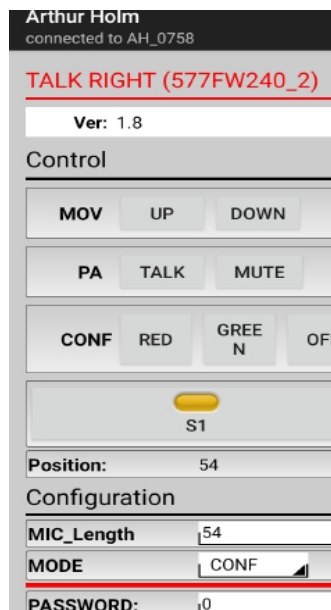 Arthur Holm
connected to AH_0758
TALK RIGHT (577FW240_2)
Ver: 1.8
Control
MOV UP DOWN
PA TALK MUTE
CONF RED GREE
N OF
S1
Position: 54
Configuration
MIC_Length 54
MODE CONF
PASSWORD: 0